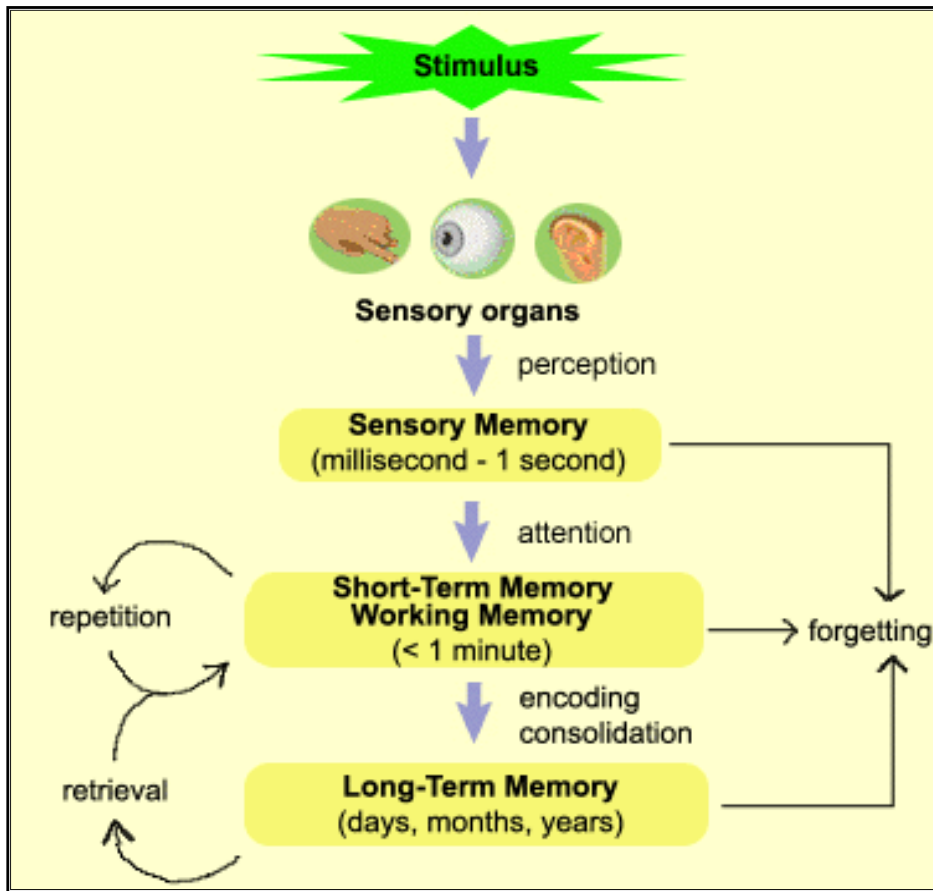 Stimulus
Sensory organs
perception
Sensory Memory
(millisecond - 1 second)
attention
Short-Term Memory
Working Memory
(< 1 minute)
repetition
forgetting
encoding
consolidation
retrieval
Long-Term Memory
(days, months, years)